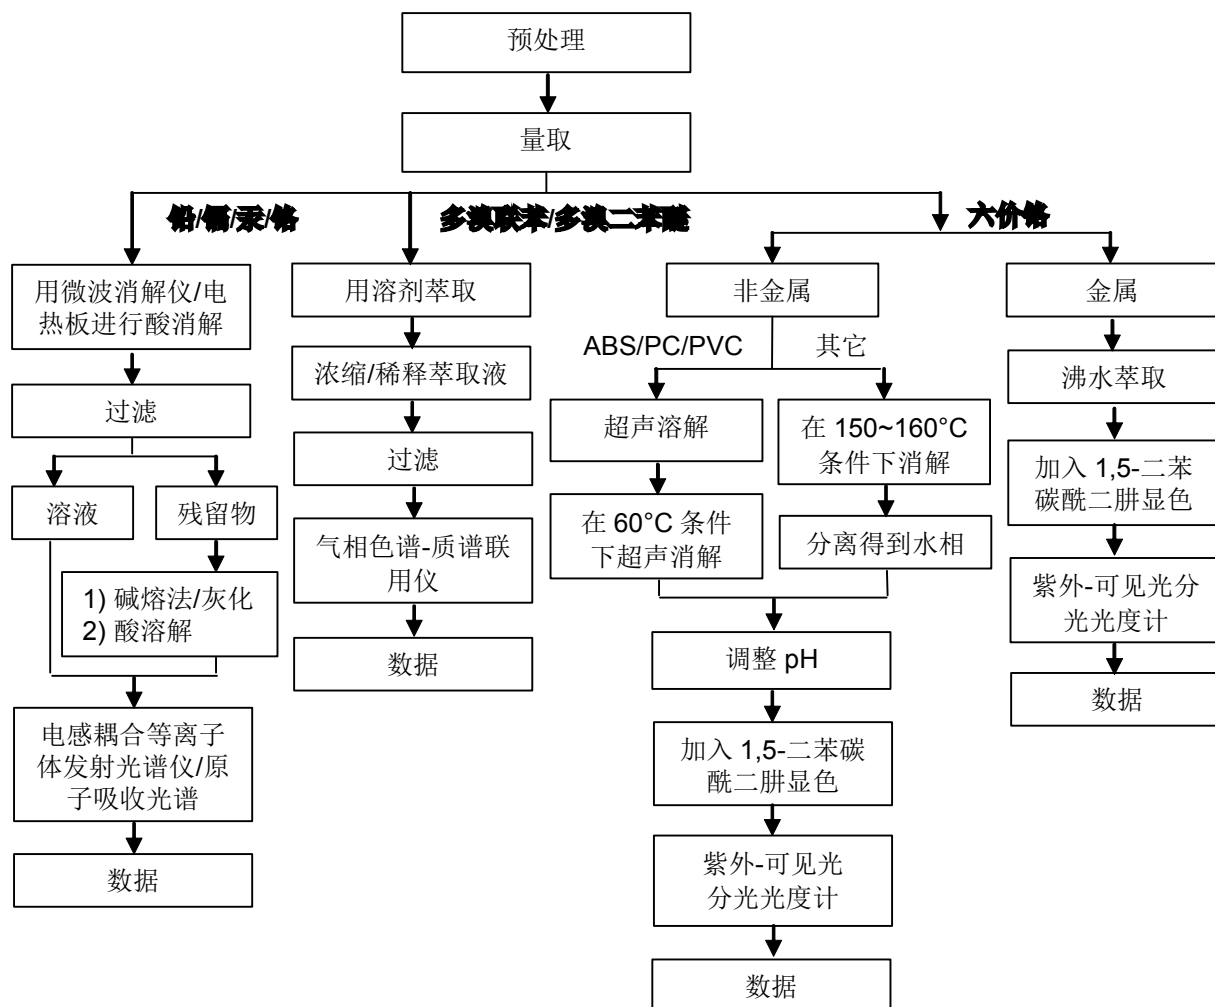 预处理
量取
铅/镉/汞/铬
多溴联苯/多溴二苯醚
六价铬
用微波消解仪/电
热板进行酸消解
过滤
溶液
残留物
1) 碱熔法/灰化
2) 酸溶解
电感耦合等离子
体发射光谱仪/原
子吸收光谱
数据
用溶剂萃取
浓缩/稀释萃取液
过滤
气相色谱-质谱联
用仪
数据
非金属
ABS/PC/PVC
其它
超声溶解
在 60°C 条件
下超声消解
在 150~160°C
条件下消解
分离得到水相
调整 pH
加入 1,5-二苯碳
酰二肼显色
紫外-可见光
分光光度计
数据
金属
沸水萃取
加入 1,5-二苯
碳酰二肼显色
紫外-可见光分
光光度计
数据